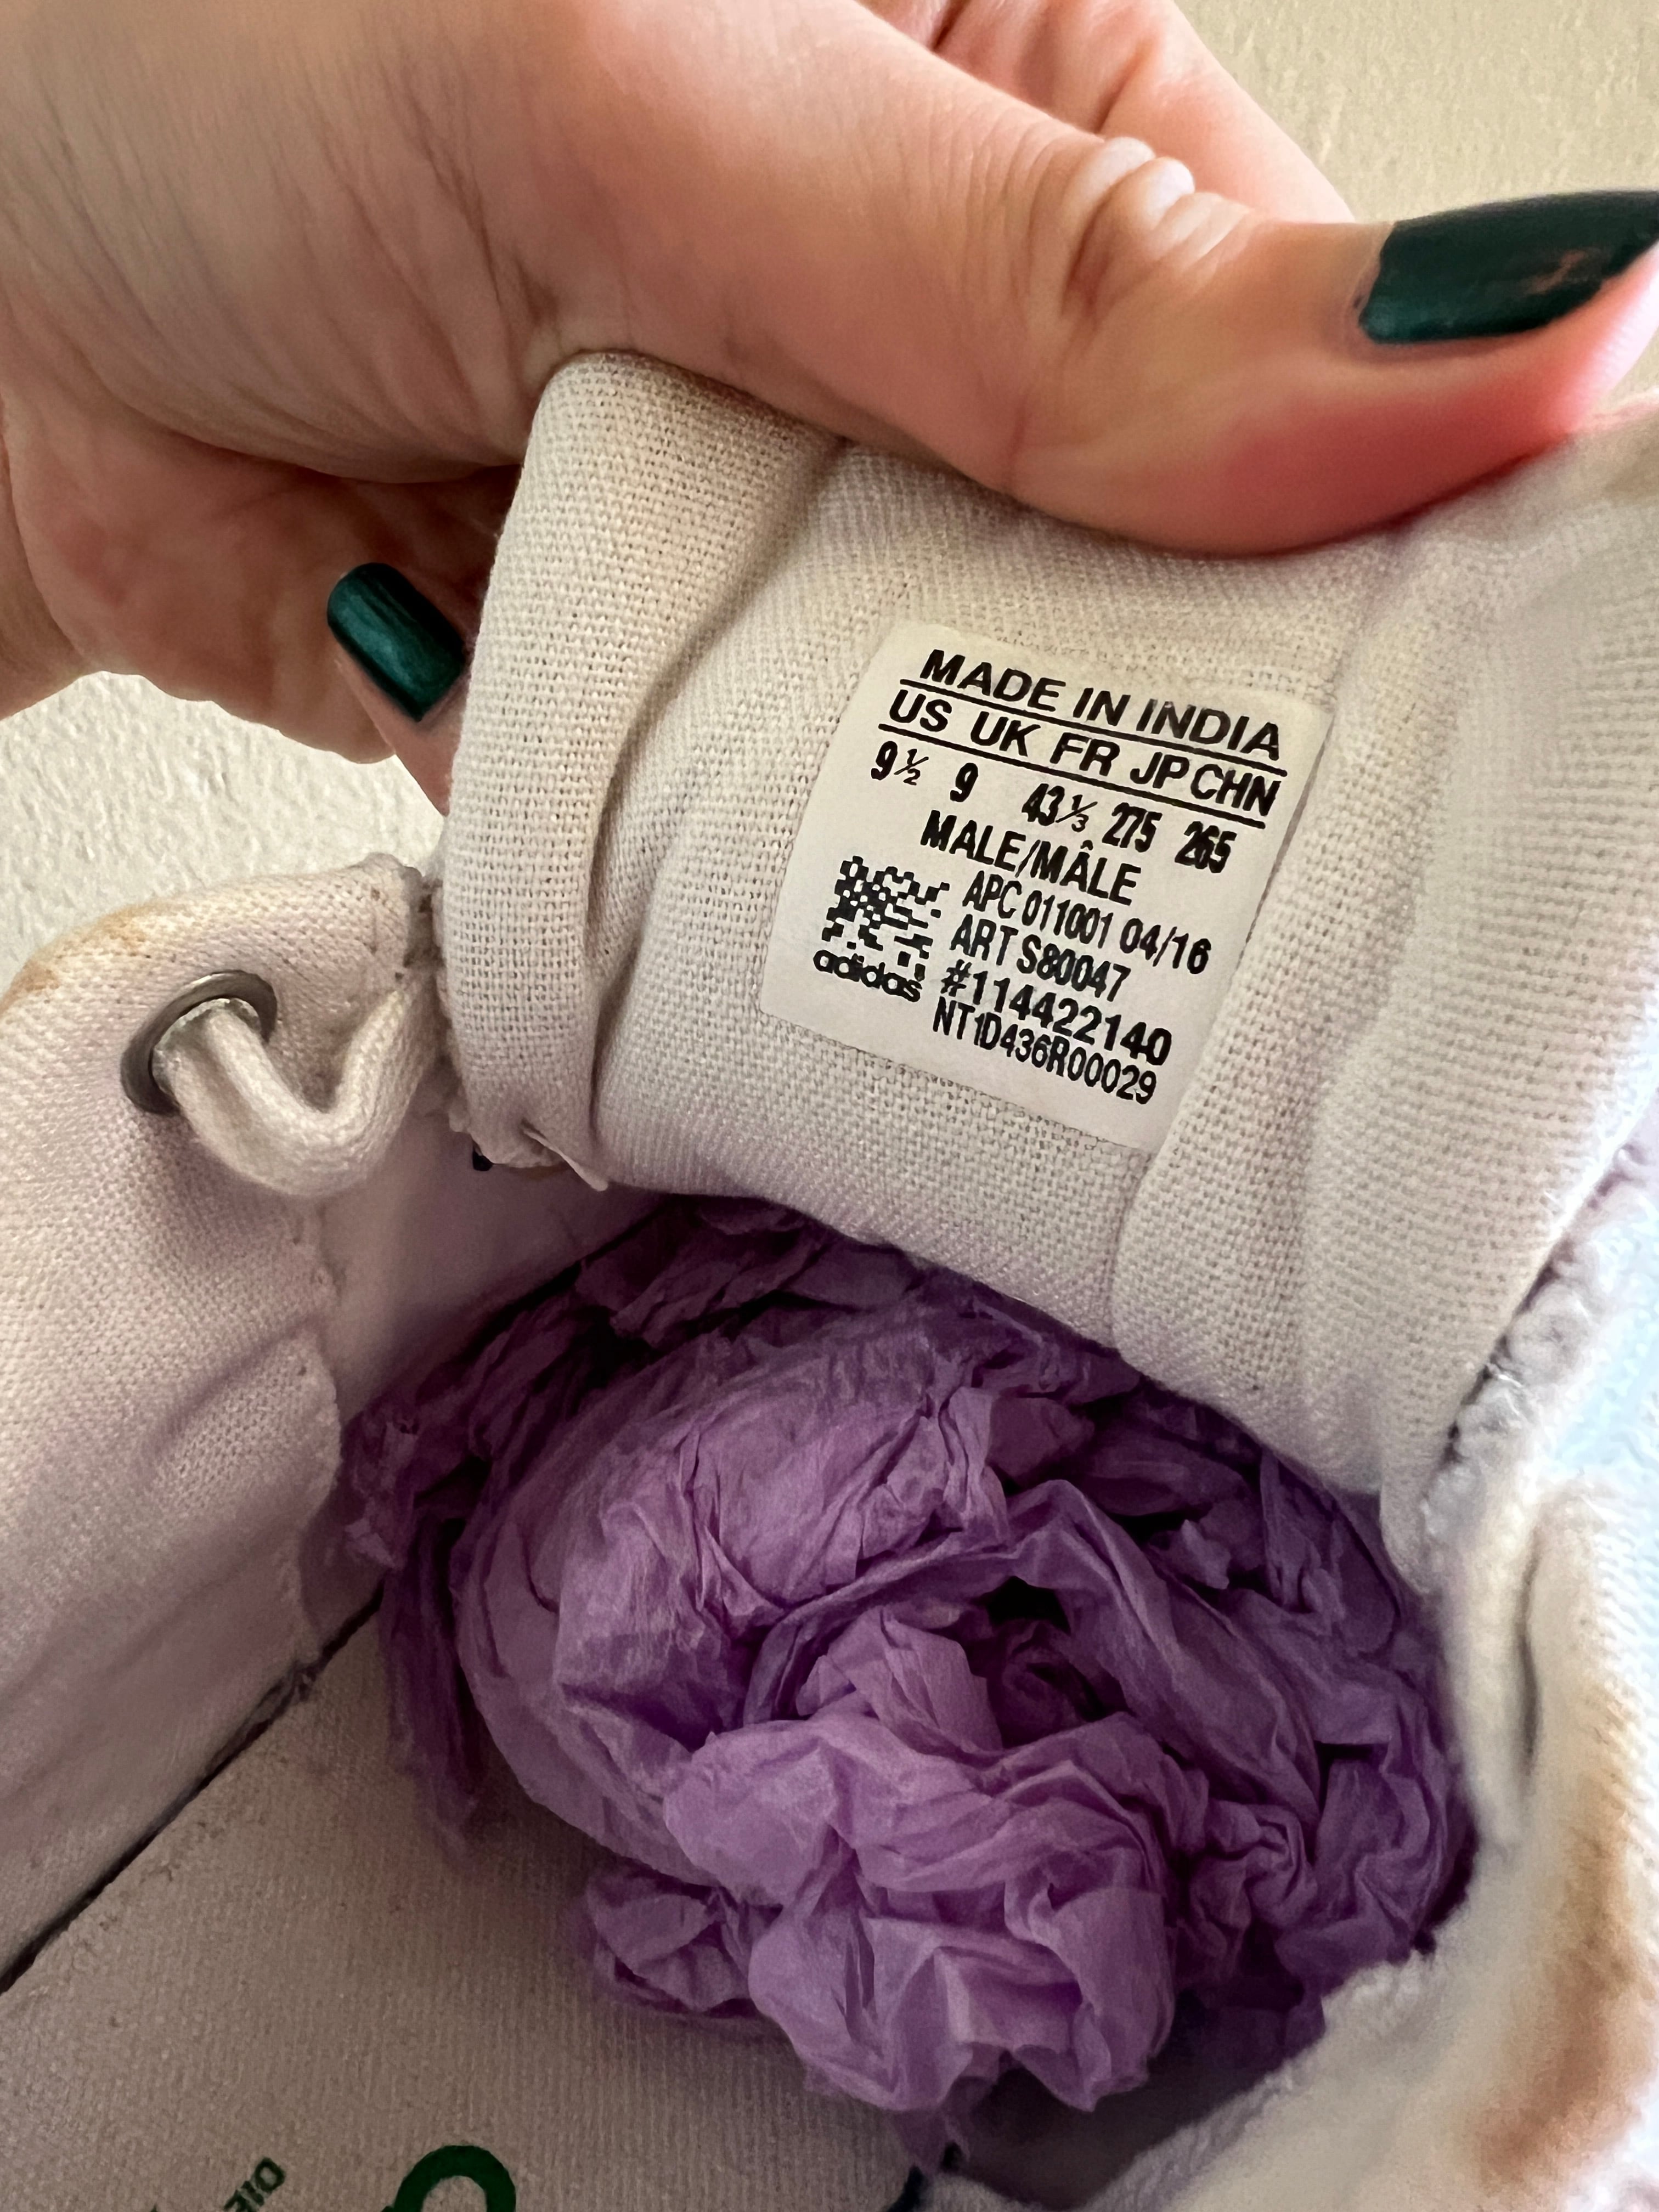 MADE IN INDIA
US UK FR JP CHN
9½ 9 43⅓ 275 265
MALE/MÂLE
APC 011001 04/16
ART S80047
#114422140
NT1D436R00029
adidas